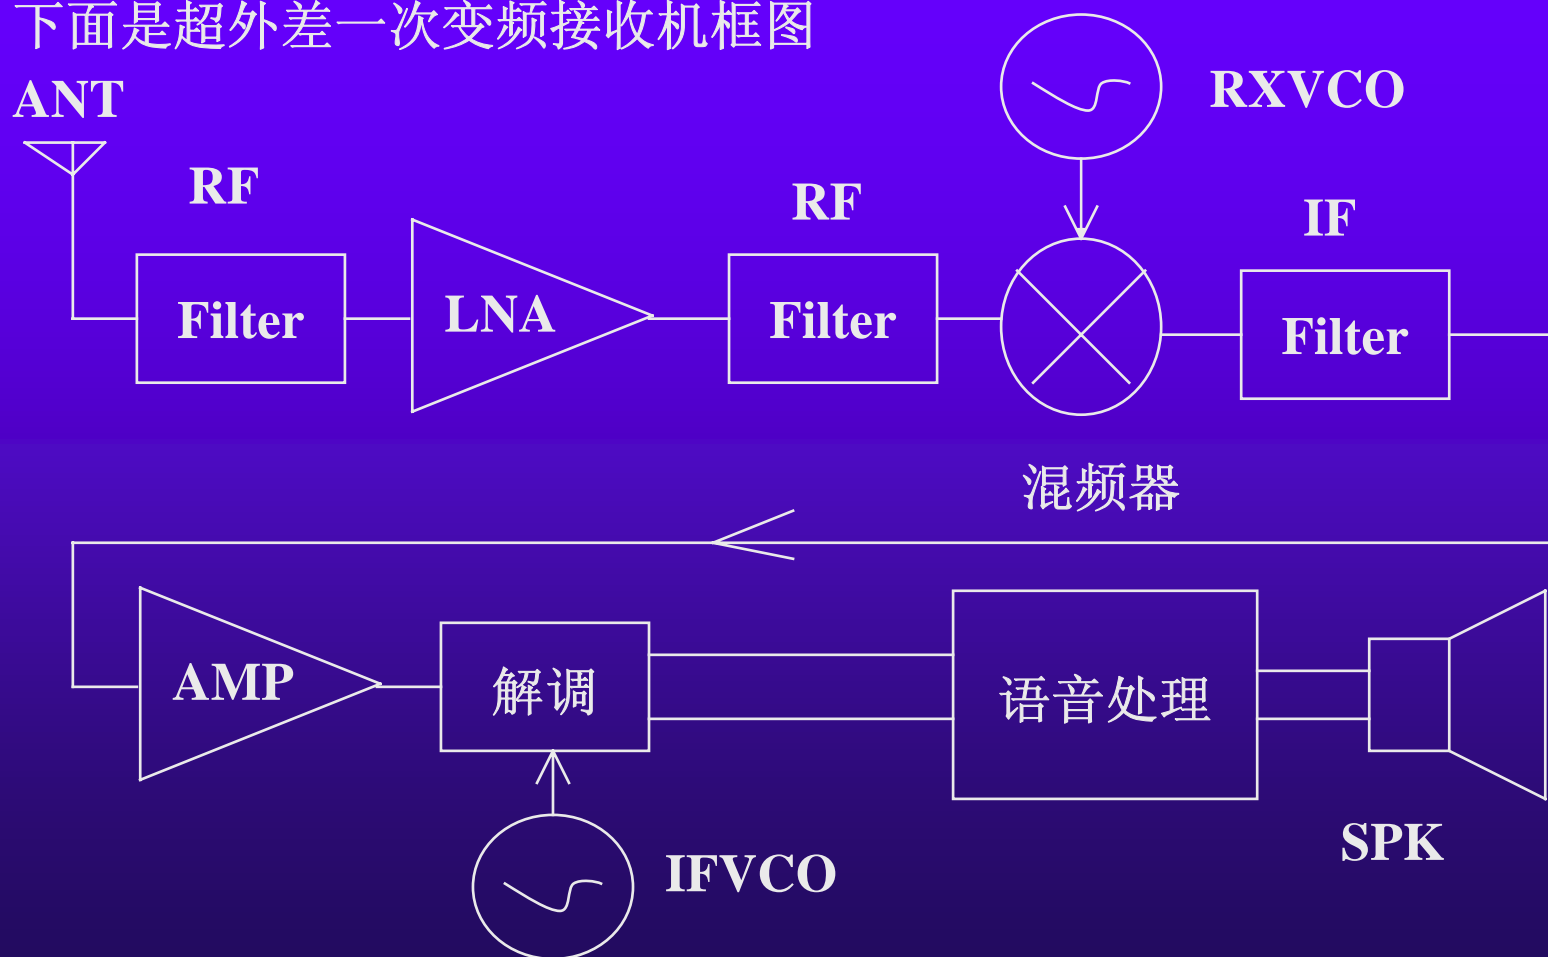 下面是超外差一次变频接收机框图
ANT
RXVCO
RF
RF
IF
Filter
LNA
Filter
Filter
混频器
AMP
解调
语音处理
SPK
IFVCO